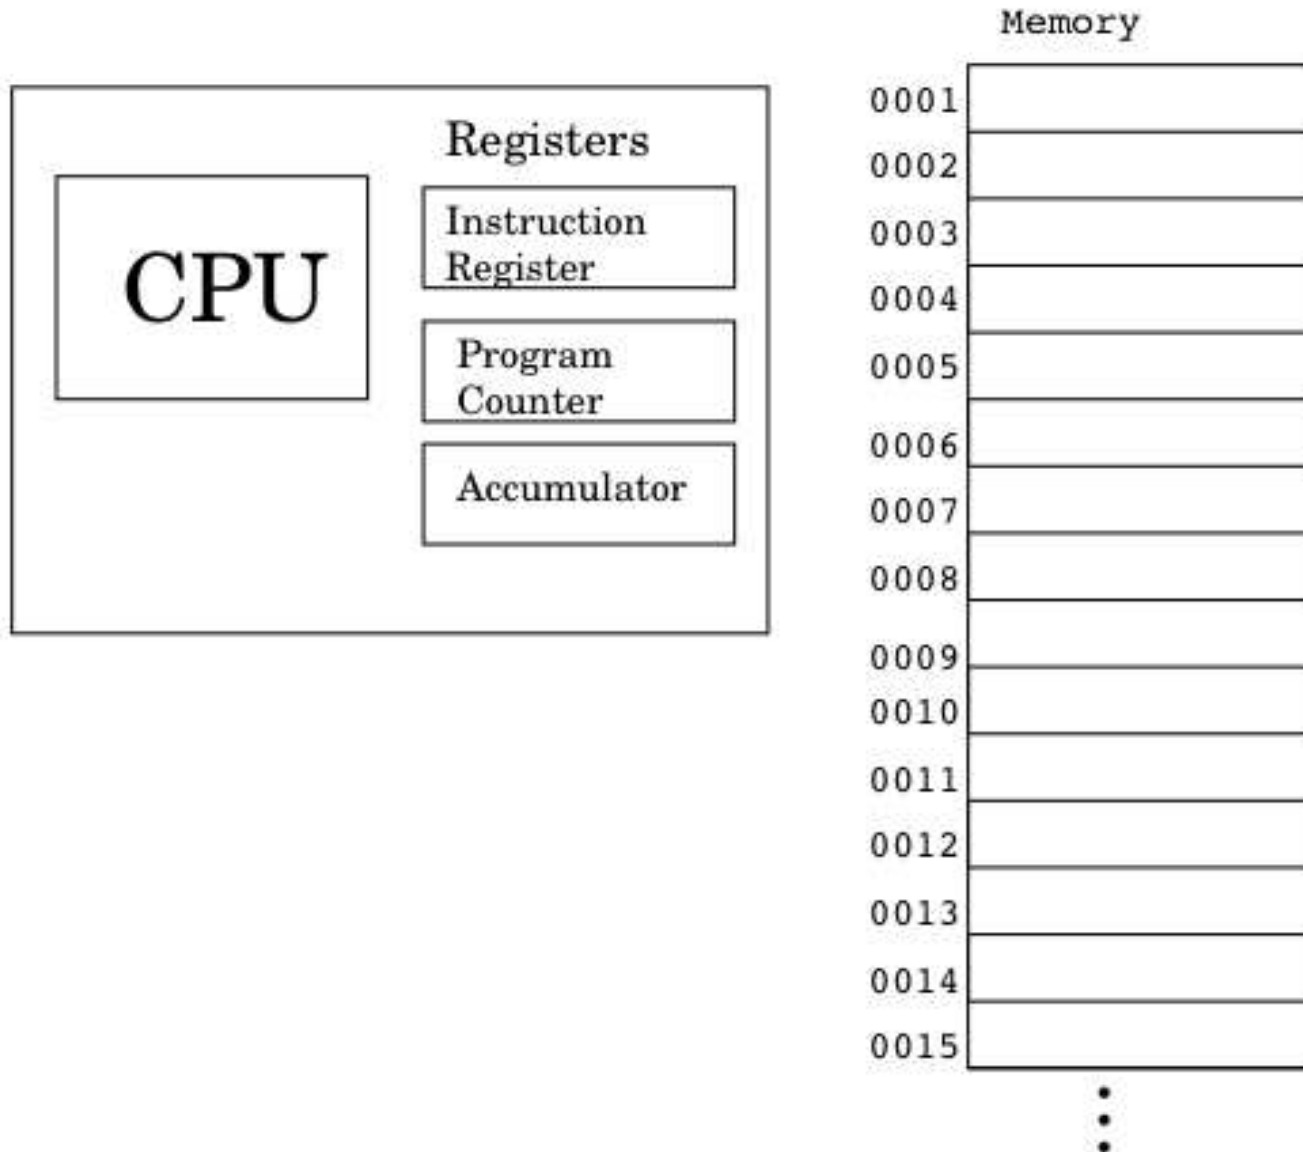 Memory
Registers
CPU
Instruction
Register
Program
Counter
Accumulator
0001
0002
0003
0004
0005
0006
0007
0008
0009
0010
0011
0012
0013
0014
0015